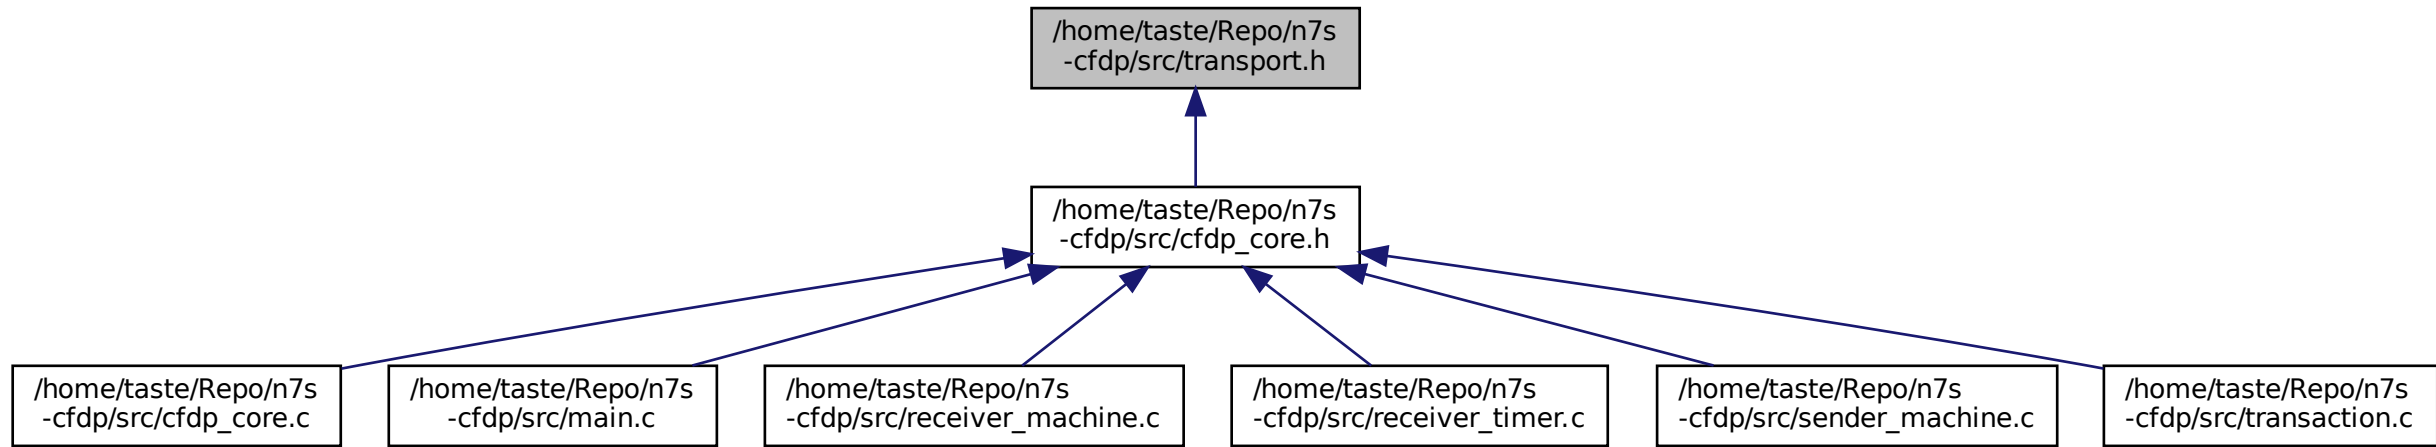 /home/taste/Repo/n7s
-cfdp/src/transport.h
/home/taste/Repo/n7s
-cfdp/src/cfdp_core.h
/home/taste/Repo/n7s
-cfdp/src/cfdp_core.c
/home/taste/Repo/n7s
-cfdp/src/main.c
/home/taste/Repo/n7s
-cfdp/src/receiver_machine.c
/home/taste/Repo/n7s
-cfdp/src/receiver_timer.c
/home/taste/Repo/n7s
-cfdp/src/sender_machine.c
/home/taste/Repo/n7s
-cfdp/src/transaction.c